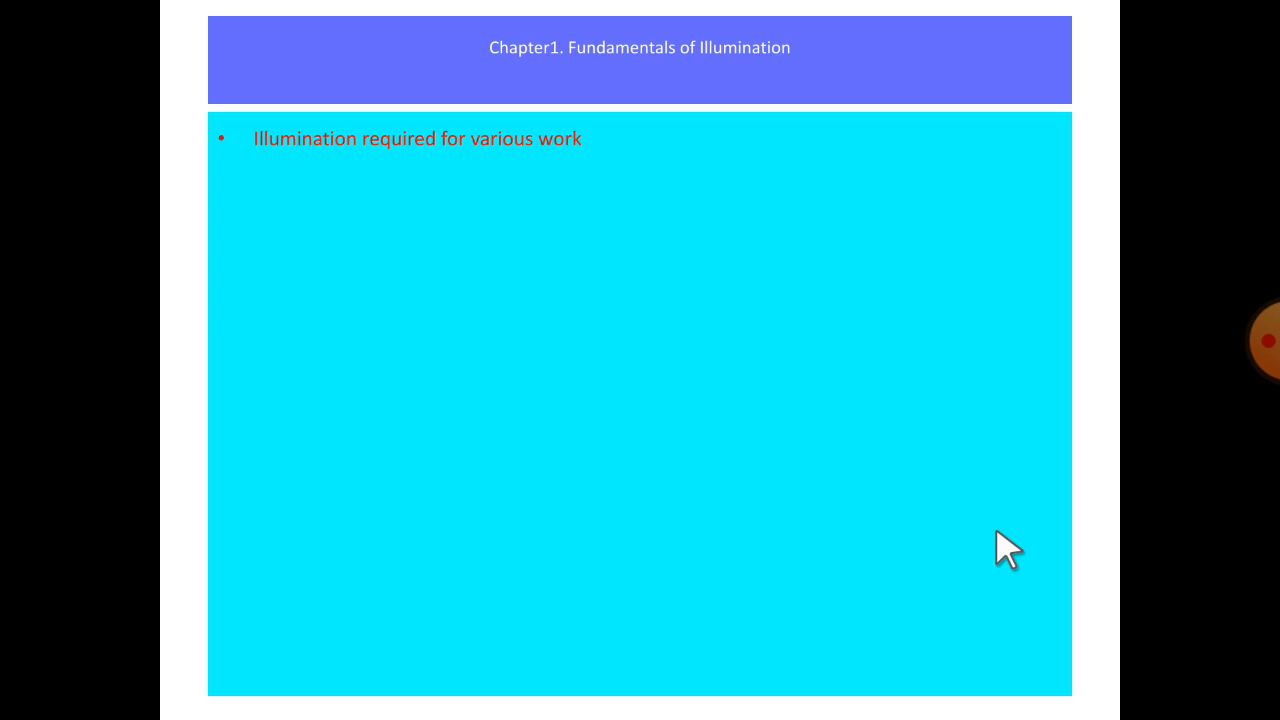 Chapter1. Fundamentals of Illumination
• Illumination required for various work